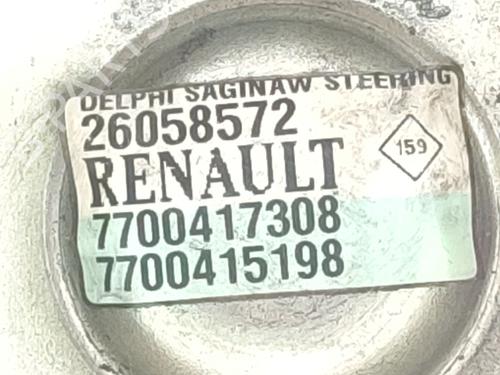 DELPHI SAGINAW STEERING
26058572
RENAULT
159
7700417308
7700415198